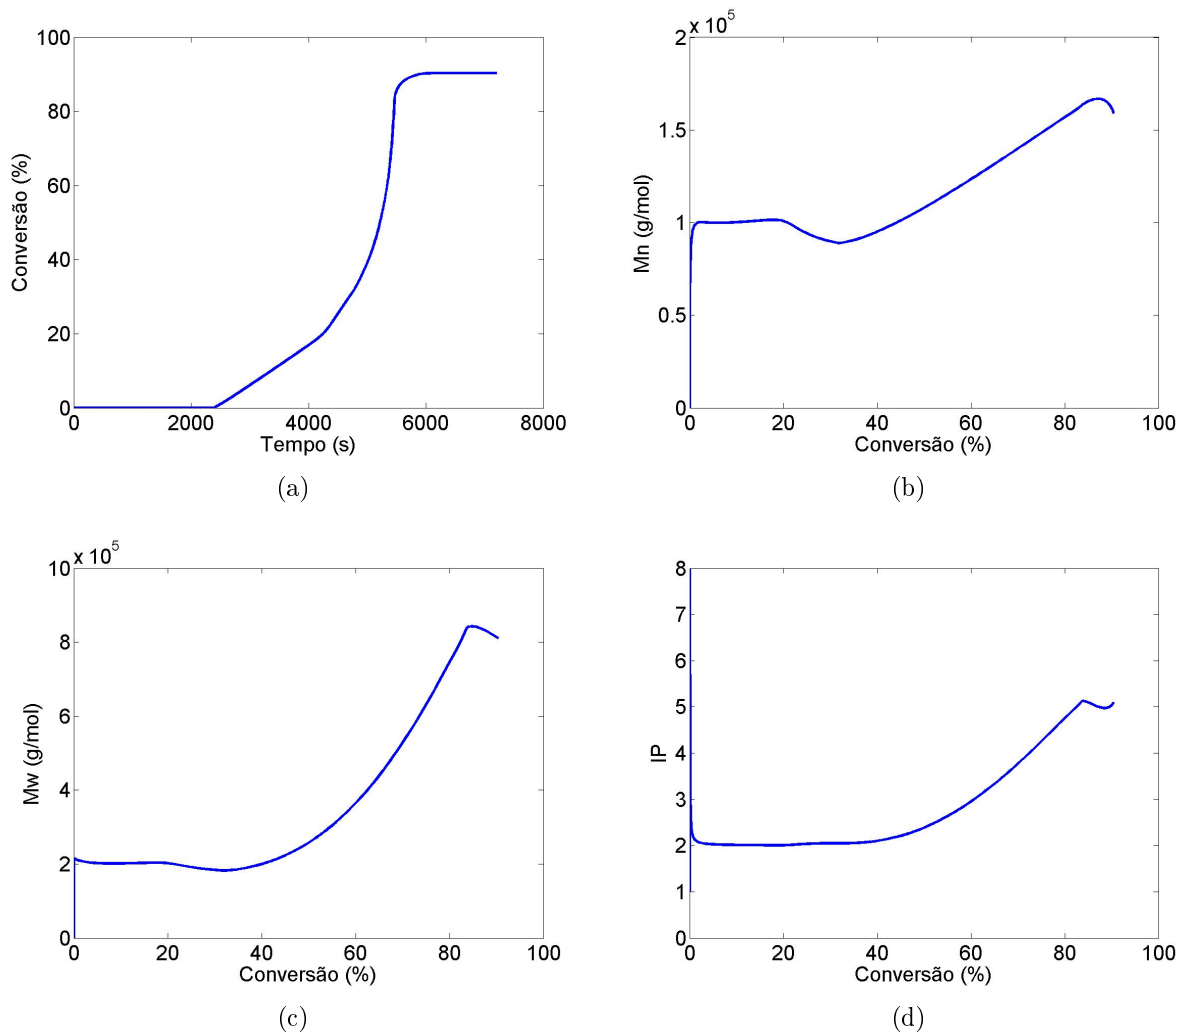 100
80
60
40
20
0
Conversão (%)
0 2000 4000 6000 8000
Tempo (s)
(a)
x 10^5
2
1.5
1
0.5
0
Mn (g/mol)
0 20 40 60 80 100
Conversão (%)
(b)
x 10^5
10
8
6
4
2
0
Mw (g/mol)
0 20 40 60 80 100
Conversão (%)
(c)
8
7
6
5
4
3
2
1
0
IP
0 20 40 60 80 100
Conversão (%)
(d)